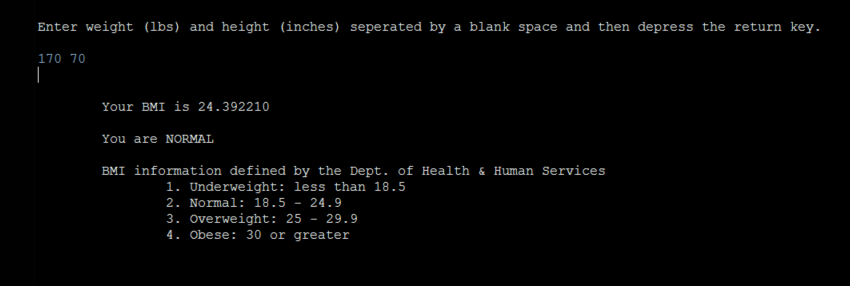 Enter weight (lbs) and height (inches) seperated by a blank space and then depress the return key.
170 70
Your BMI is 24.392210
You are NORMAL
BMI information defined by the Dept. of Health & Human Services
1. Underweight: less than 18.5
2. Normal: 18.5 – 24.9
3. Overweight: 25 – 29.9
4. Obese: 30 or greater